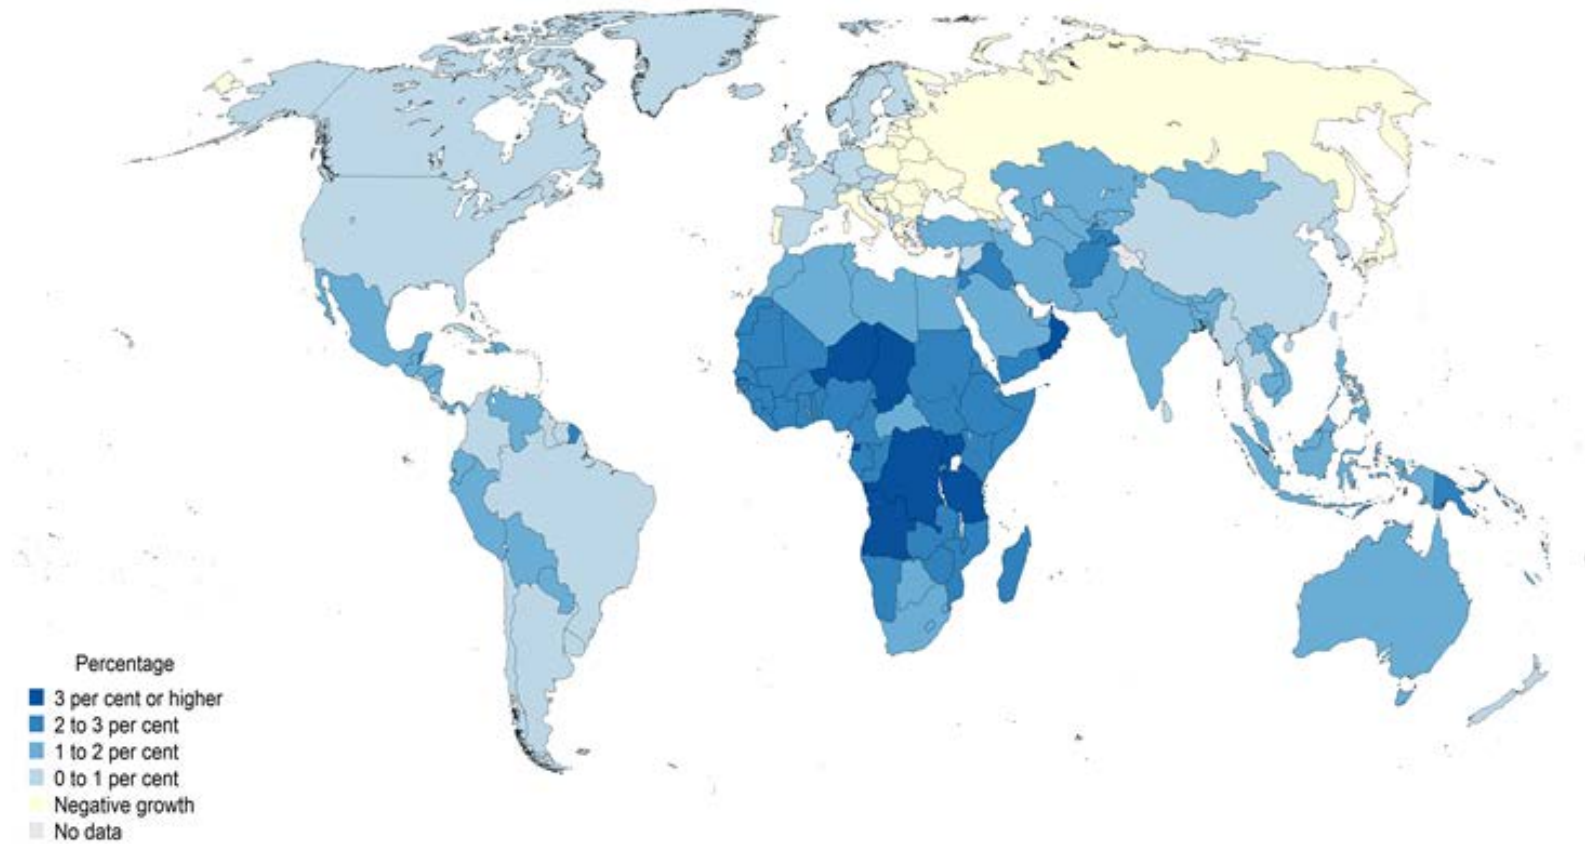 Percentage
3 per cent or higher
2 to 3 per cent
1 to 2 per cent
0 to 1 per cent
Negative growth
No data